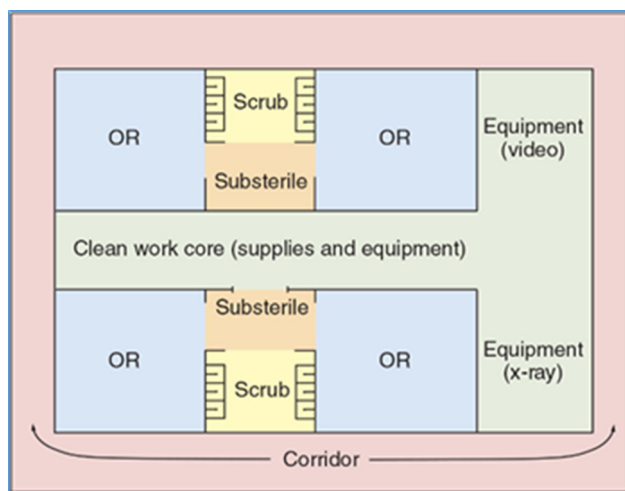 OR
Scrub
OR
Equipment
(video)
Substerile
Clean work core (supplies and equipment)
Substerile
OR
OR
Equipment
(x-ray)
Scrub
Corridor